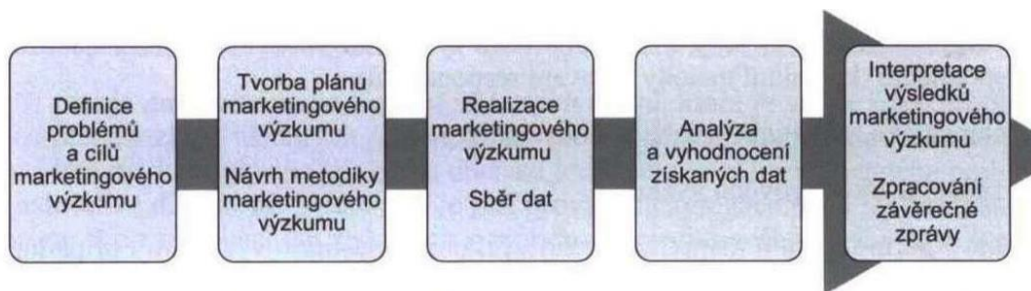 Definice
problémů
a cílů
marketingového
výzkumu
Tvorba plánu
marketingového
výzkumu
Návrh metodiky
marketingového
výzkumu
Realizace
marketingového
výzkumu
Sběr dat
Analýza
a vyhodnocení
získaných dat
Interpretace
výsledků
marketingového
výzkumu
Zpracování
závěrečné
zprávy